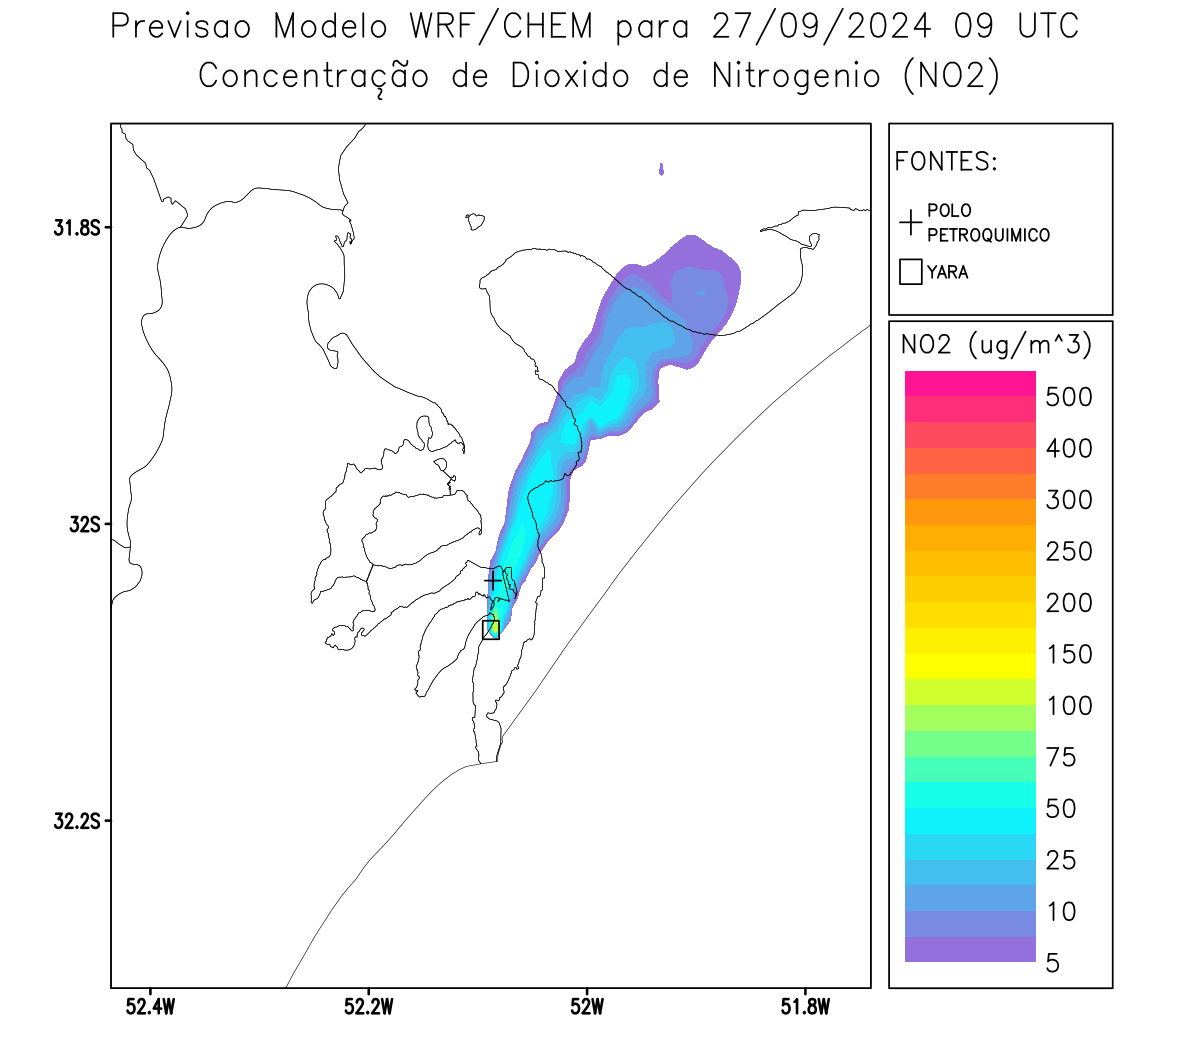 Previsao Modelo WRF/CHEM para 27/09/2024 09 UTC
Concentração de Dioxido de Nitrogenio (NO2)
FONTES:
POLO
PETROQUIMICO
YARA
31.8S
32S
32.2S
52.4W
52.2W
52W
51.8W
NO2 (ug/m^3)
500
400
300
250
200
150
100
75
50
25
10
5